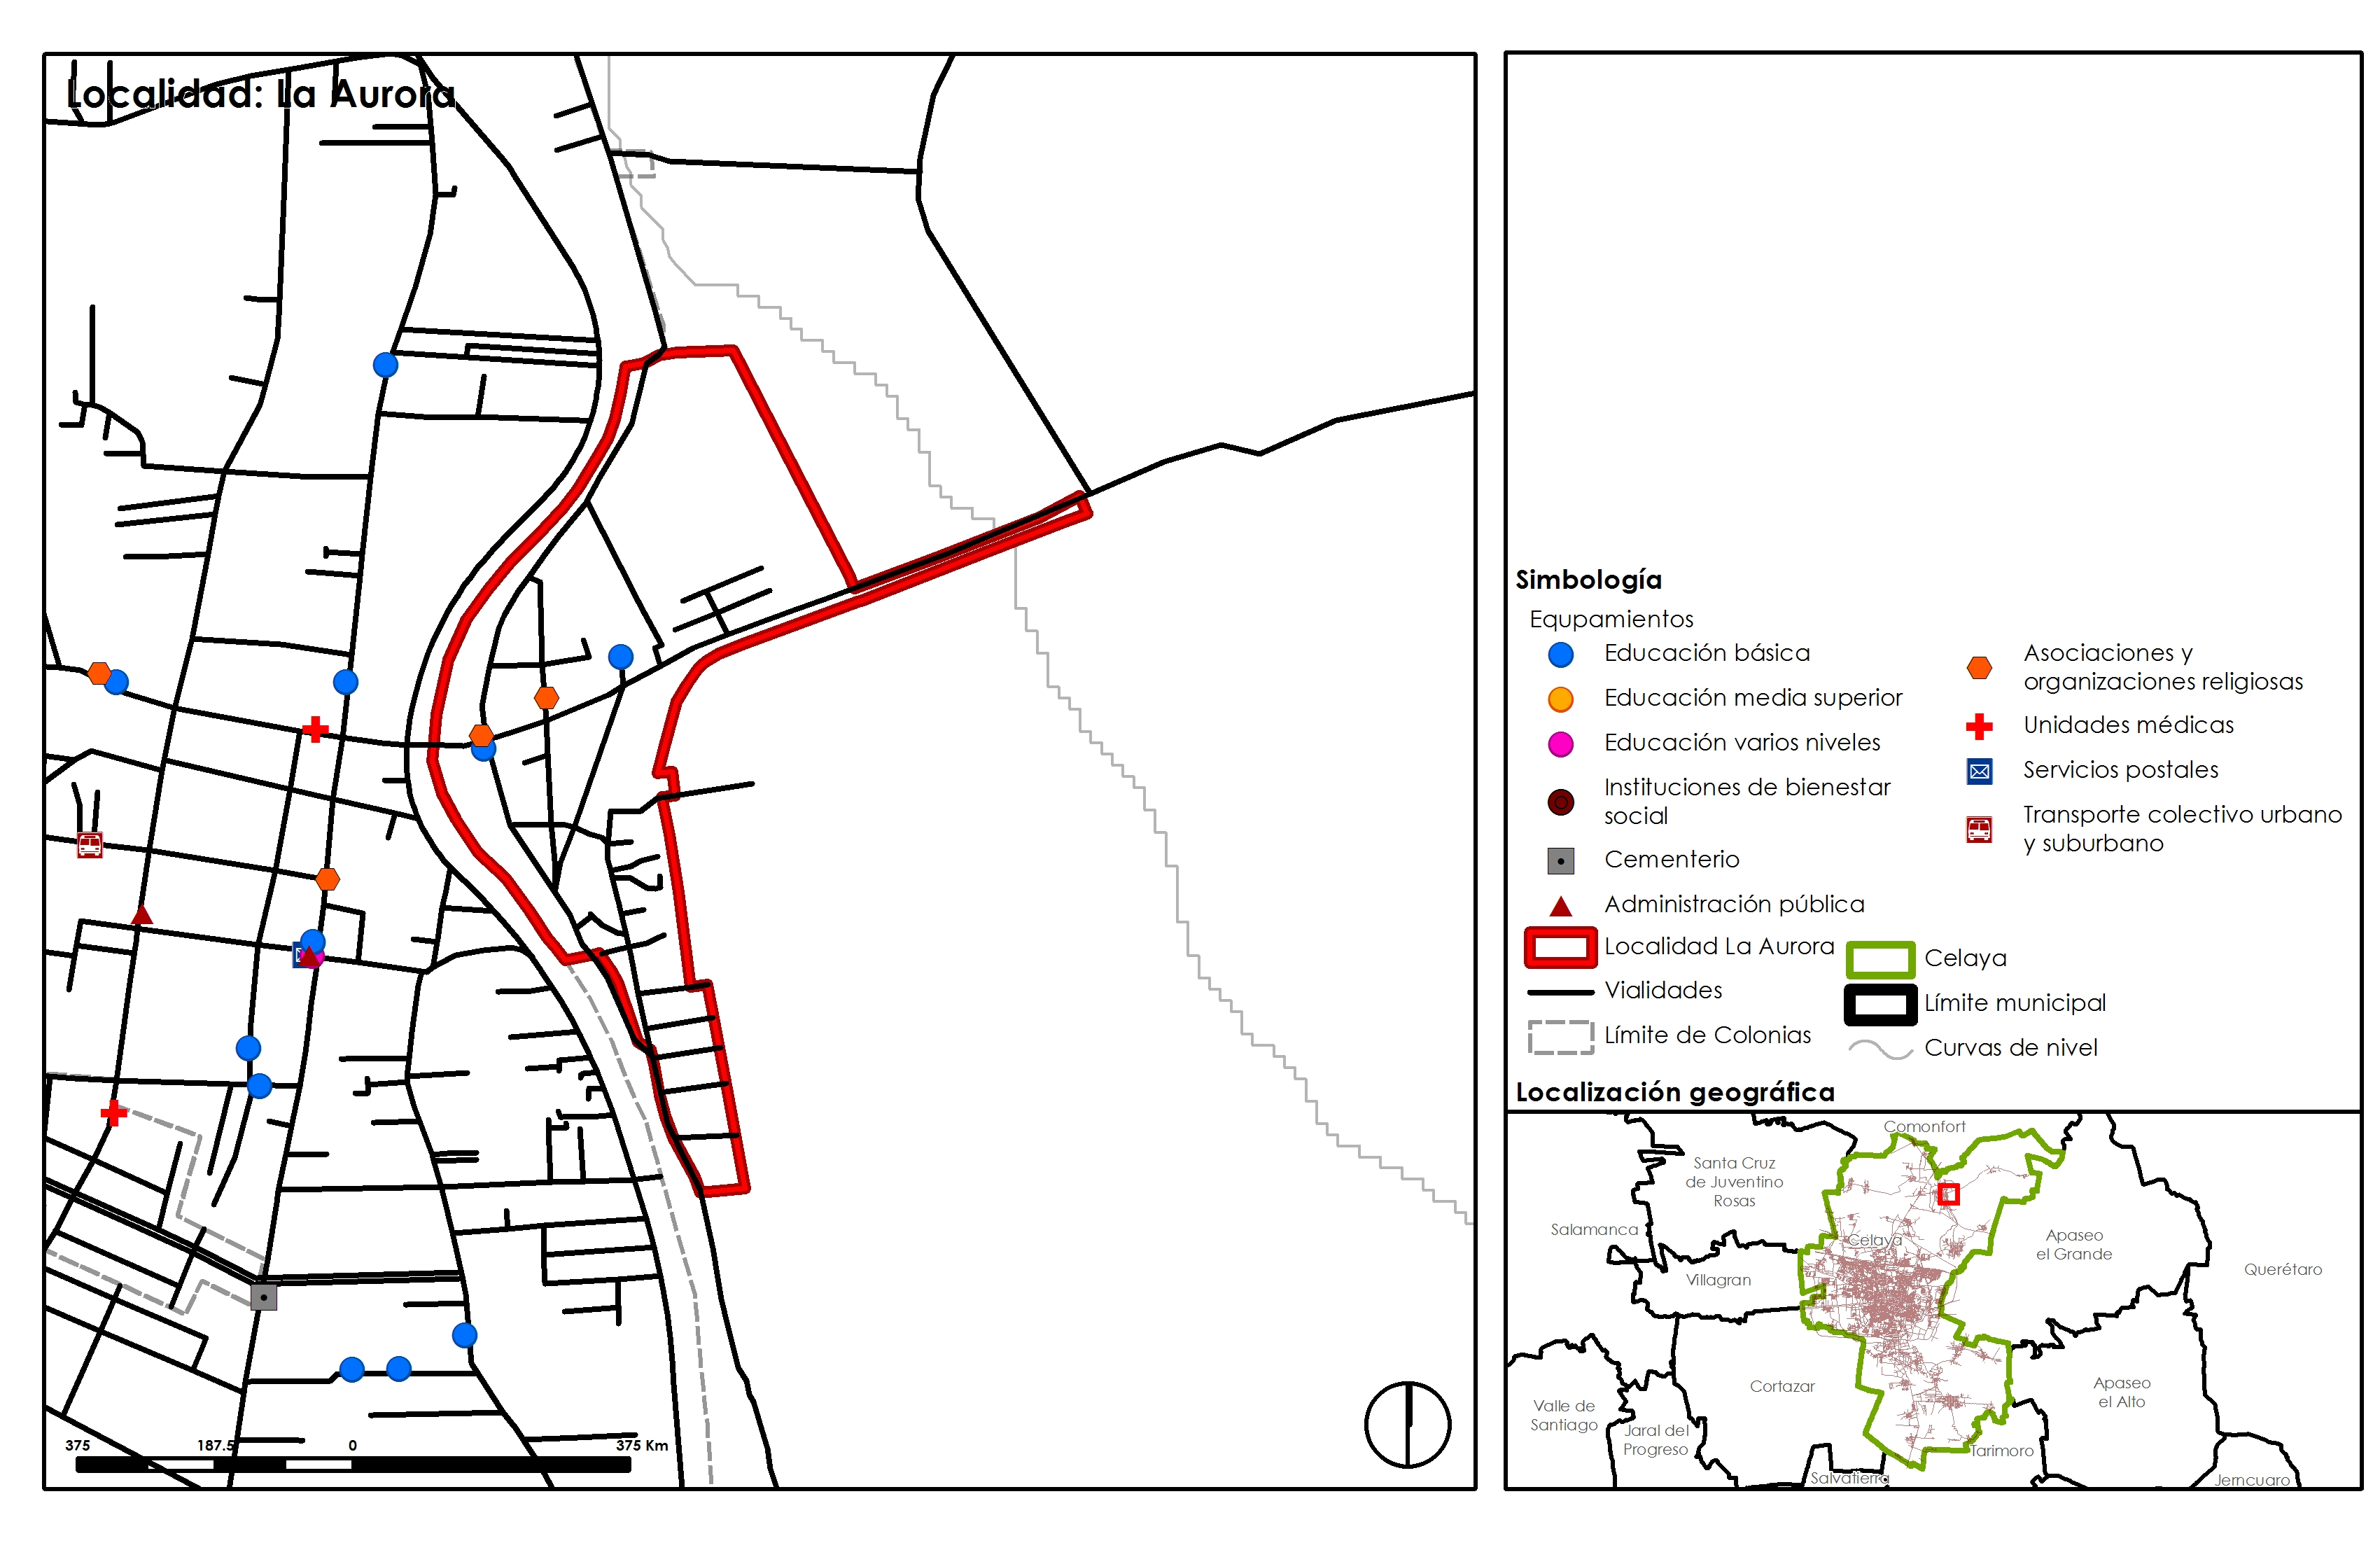 Localidad: La Aurora
375
187.5
0
375 Km
Simbología
Equpamientos
Educación básica
Educación media superior
Educación varios niveles
Instituciones de bienestar
social
Cementerio
Administración pública
Localidad La Aurora
Vialidades
Límite de Colonias
Asociaciones y
organizaciones religiosas
Unidades médicas
Servicios postales
Transporte colectivo urbano
y suburbano
Celaya
Límite municipal
Curvas de nivel
Localización geográfica
Comonfort
Santa Cruz
de Juventino
Rosas
Salamanca
Celaya
Apaseo
el Grande
Querétaro
Villagran
Cortazar
Apaseo
el Alto
Valle de
Santiago
Jaral del
Progreso
Tarimoro
Salvatierra
Jerncuaro